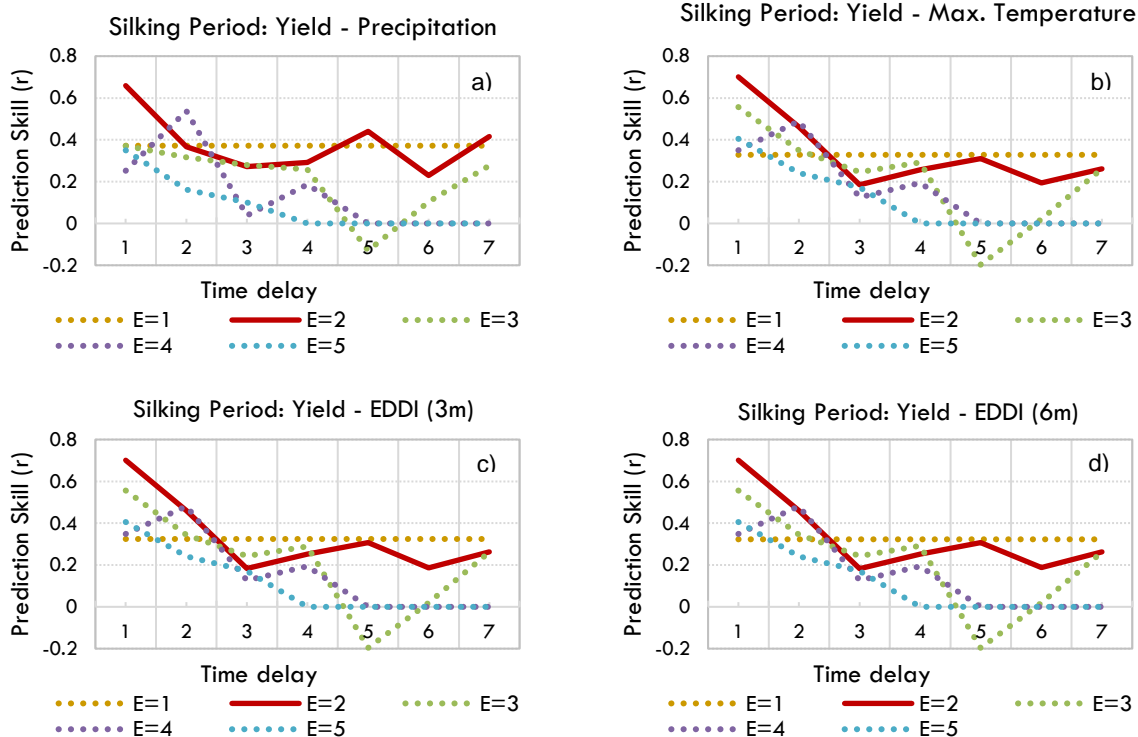 Silking Period: Yield - Precipitation
a)
Prediction Skill (r)
0.8
0.6
0.4
0.2
0
-0.2
1 2 3 4 5 6 7
Time delay
E=1 E=2 E=3
E=4 E=5
Silking Period: Yield - Max. Temperature
b)
Prediction Skill (r)
0.8
0.6
0.4
0.2
0
-0.2
1 2 3 4 5 6 7
Time delay
E=1 E=2 E=3
E=4 E=5
Silking Period: Yield - EDDI (3m)
c)
Prediction Skill (r)
0.8
0.6
0.4
0.2
0
-0.2
1 2 3 4 5 6 7
Time delay
E=1 E=2 E=3
E=4 E=5
Silking Period: Yield - EDDI (6m)
d)
Prediction Skill (r)
0.8
0.6
0.4
0.2
0
-0.2
1 2 3 4 5 6 7
Time delay
E=1 E=2 E=3
E=4 E=5